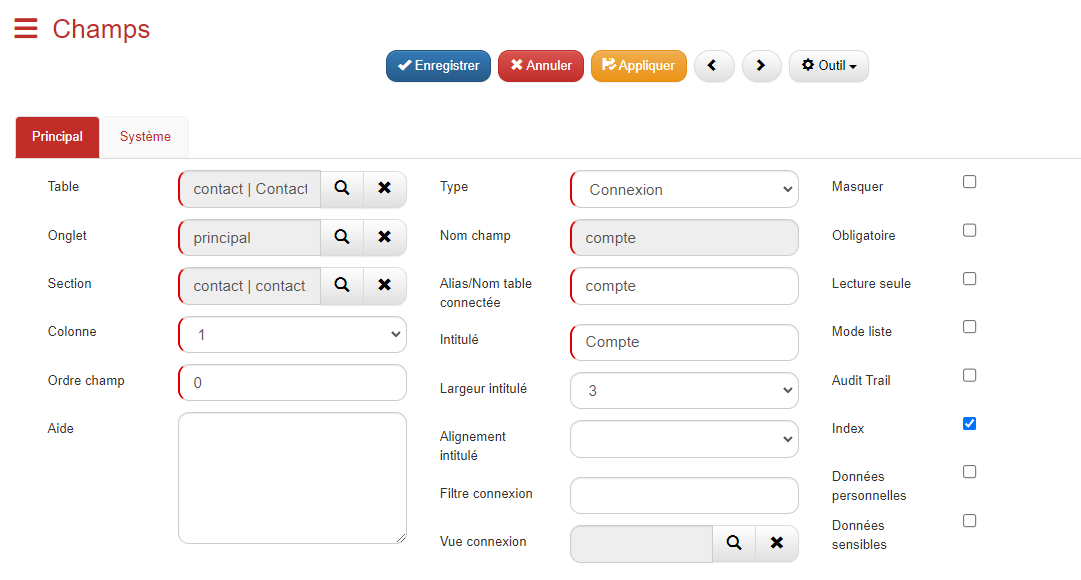 Champs
Enregistrer
Annuler
Appliquer
Outil
Principal
Système
Table
contact | Contact
Onglet
principal
Section
contact | contact
Colonne
1
Ordre champ
0
Aide
Type
Connexion
Nom champ
compte
Alias/Nom table
connectée
compte
Intitulé
Compte
Largeur intitulé
3
Alignement
intitulé
Filtre connexion
Vue connexion
Masquer
Obligatoire
Lecture seule
Mode liste
Audit Trail
Index
Données
personnelles
Données
sensibles